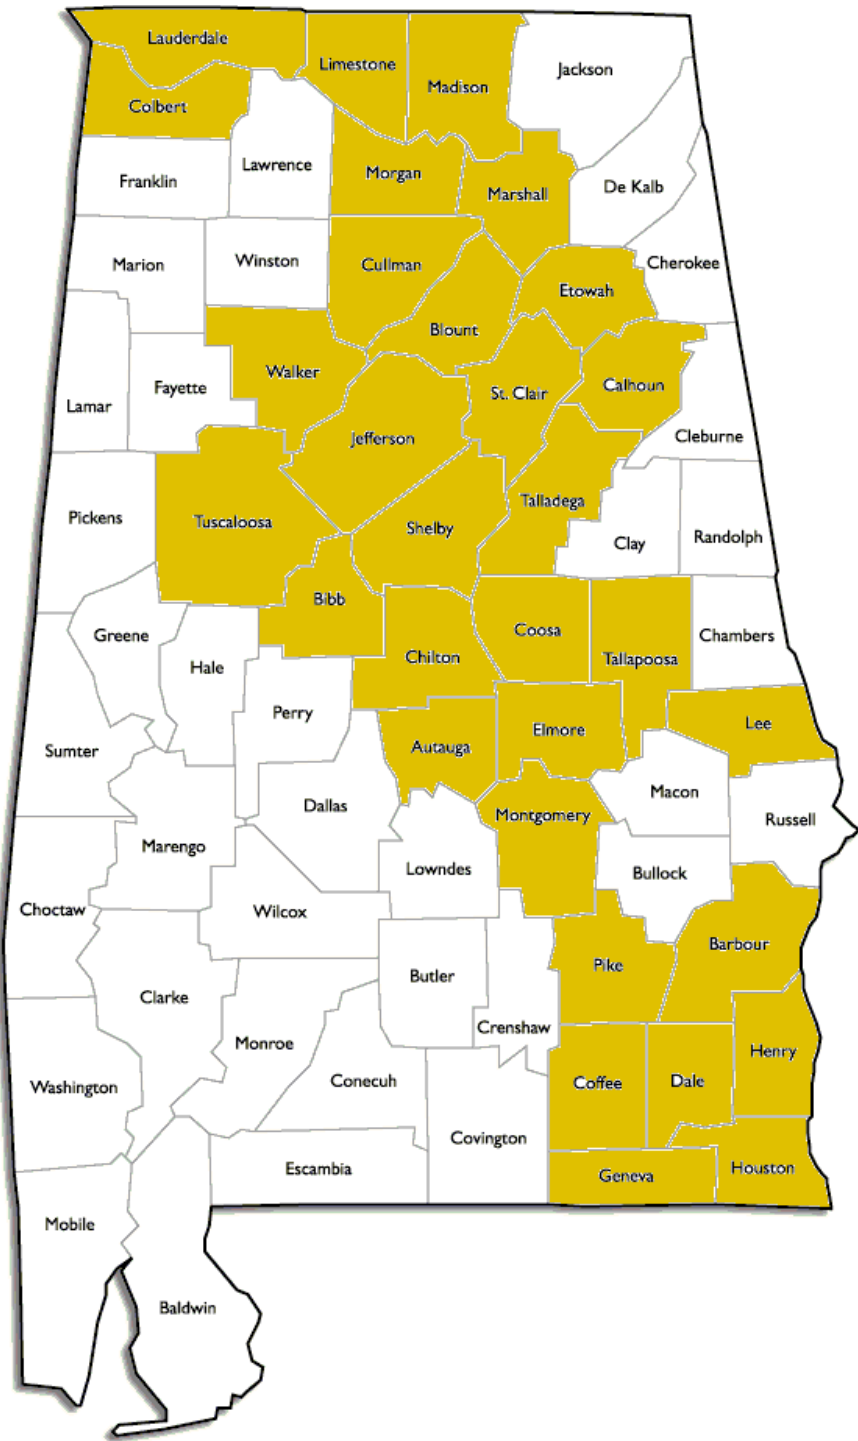 Lauderdale
Limestone
Madison
Jackson
Colbert
Lawrence
Morgan
Franklin
Marshall
De Kalb
Marion
Winston
Cullman
Cherokee
Etowah
Blount
Walker
Fayette
St. Clair
Calhoun
Lamar
Jefferson
Cleburne
Talladega
Pickens
Tuscaloosa
Shelby
Clay
Randolph
Bibb
Greene
Coosa
Chambers
Hale
Chilton
Tallapoosa
Perry
Lee
Elmore
Sumter
Autauga
Macon
Dallas
Montgomery
Russell
Marengo
Lowndes
Bullock
Choctaw
Wilcox
Barbour
Pike
Butler
Clarke
Crenshaw
Monroe
Henry
Washington
Conecuh
Coffee
Dale
Covington
Escambia
Geneva
Houston
Mobile
Baldwin